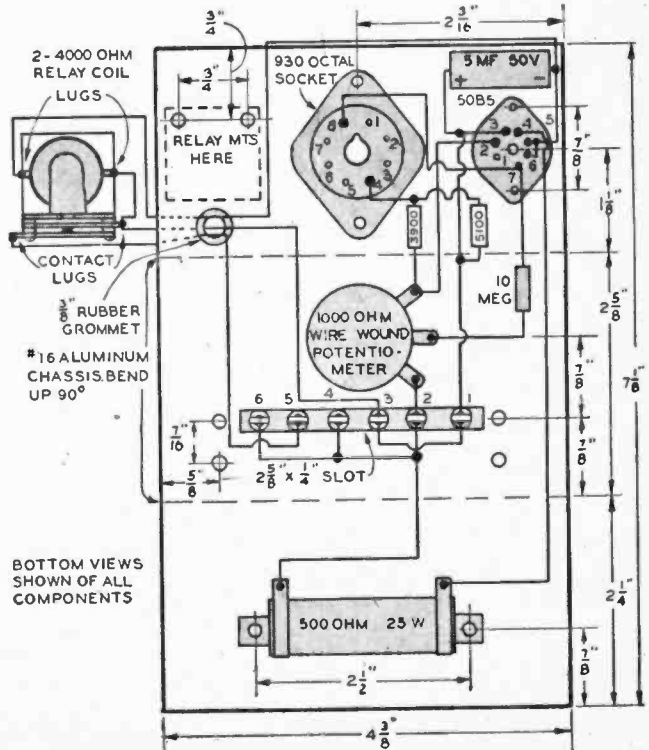 3/4"
2 3/16"
2-4000 OHM
RELAY COIL
LUGS
3/4"
930 OCTAL
SOCKET
5 MF 50V
+ -
50B5
RELAY MTS
HERE
8 1
7 2
6 3
5 4
3 4 5
2 1 6
1 7
7/8"
1 1/8"
CONTACT
LUGS
3900
5100
3/8" RUBBER
GROMMET
10
MEG
2 5/8"
7 1/8"
#16 ALUMINUM
CHASSIS. BEND
UP 90°
1000 OHM
WIRE WOUND
POTENTIO-
METER
7/8"
6 5 4 3 2 1
7/16"
7/8"
5/8"
2 5/8" x 1/4" SLOT
BOTTOM VIEWS
SHOWN OF ALL
COMPONENTS
2 1/4"
500 OHM 25 W
7/8"
2 1/2"
4 3/8"